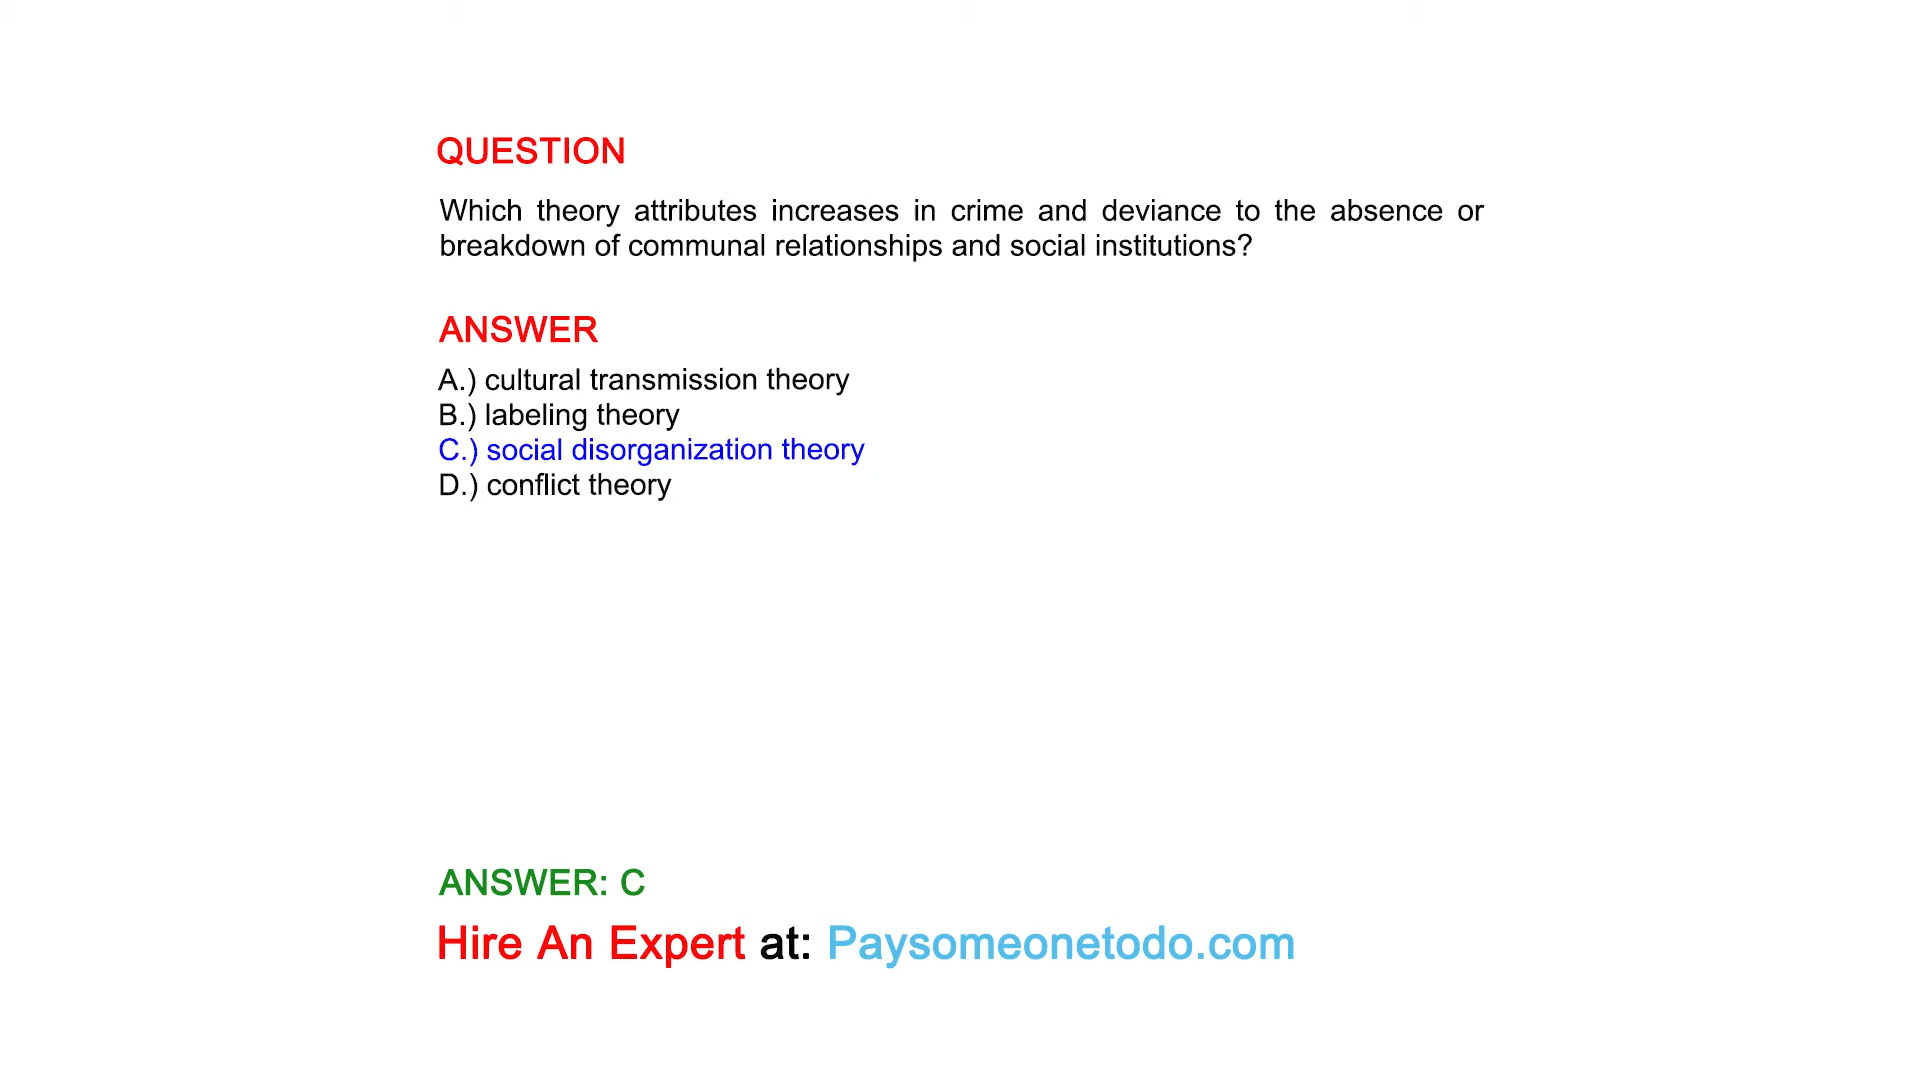 QUESTION
Which theory attributes increases in crime and deviance to the absence or
breakdown of communal relationships and social institutions?
ANSWER
A.) cultural transmission theory
B.) labeling theory
C.) social disorganization theory
D.) conflict theory
ANSWER: C
Hire An Expert at: Paysomeonetodo.com